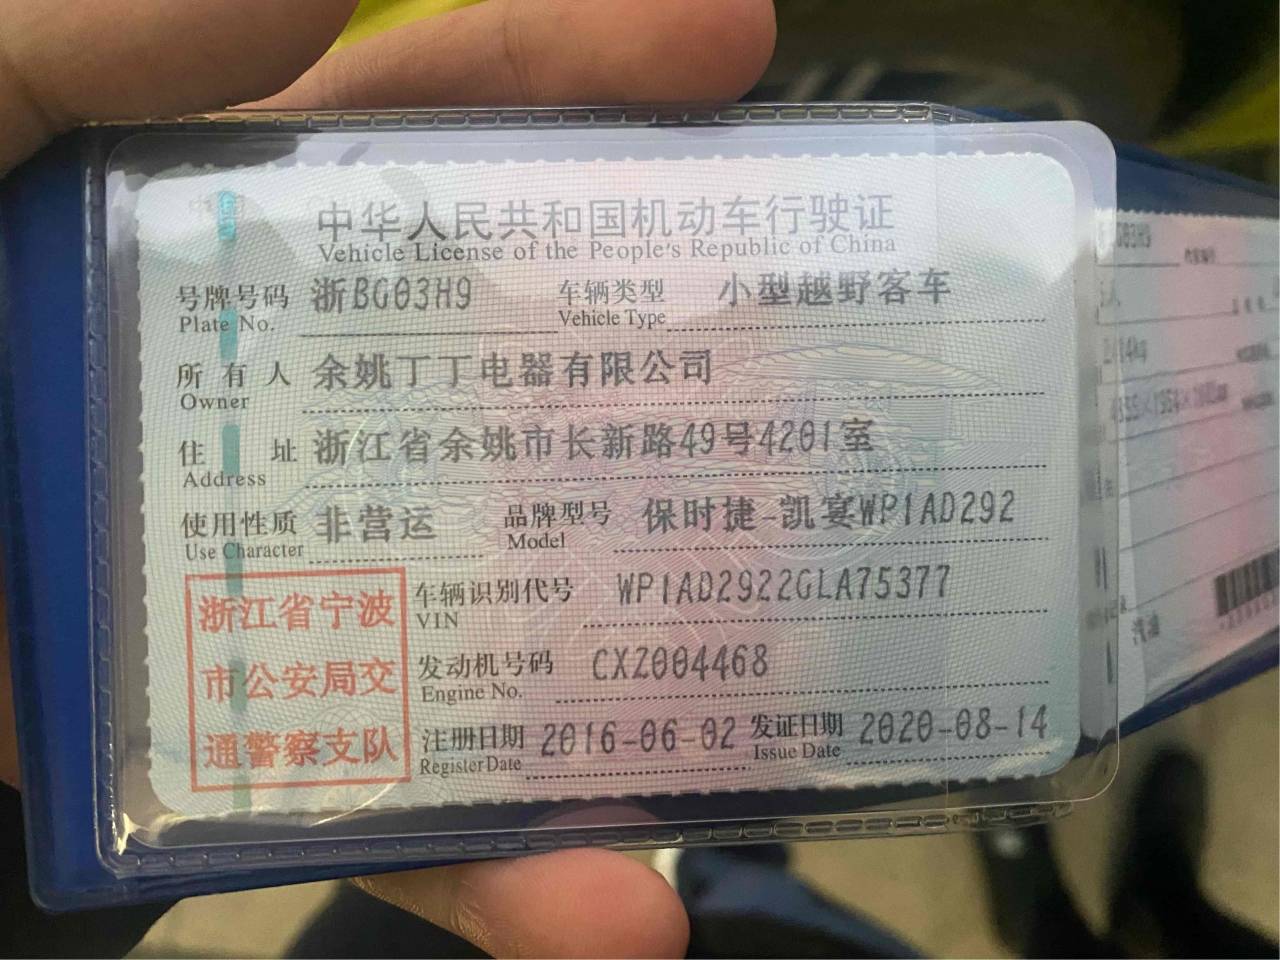 中华人民共和国机动车行驶证
Vehicle License of the People's Republic of China
号牌号码 浙BG03H9 车辆类型 小型越野客车
Plate No. Vehicle Type
所有人 余姚丁丁电器有限公司
Owner
住址 浙江省余姚市长新路49号4201室
Address
使用性质 非营运 品牌型号 保时捷-凯宴WP1AD292
Use Character Model
浙江省宁波
市公安局交
通警察支队
车辆识别代号 WP1AD2922GLA75377
VIN
发动机号码 CXZ004468
Engine No.
注册日期 2016-06-02 发证日期 2020-08-14
Register Date Issue Date